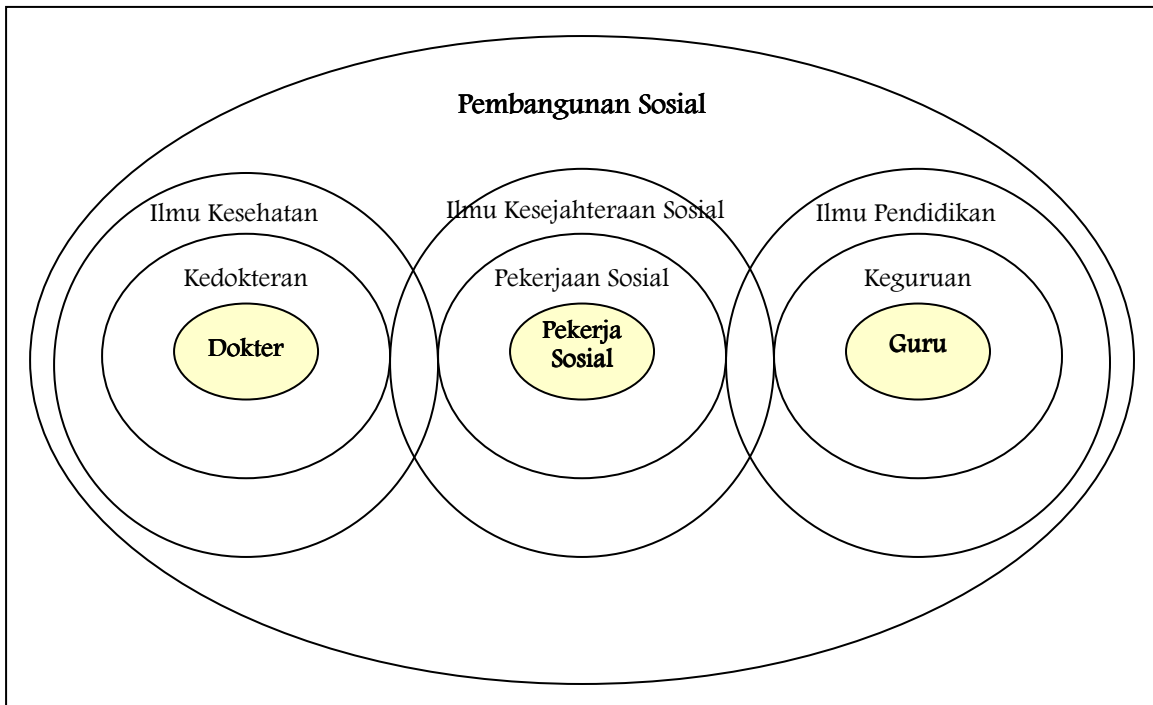 Pembangunan Sosial
Ilmu Kesehatan
Ilmu Kesejahteraan Sosial
Ilmu Pendidikan
Kedokteran
Pekerjaan Sosial
Keguruan
Dokter
Pekerja
Sosial
Guru